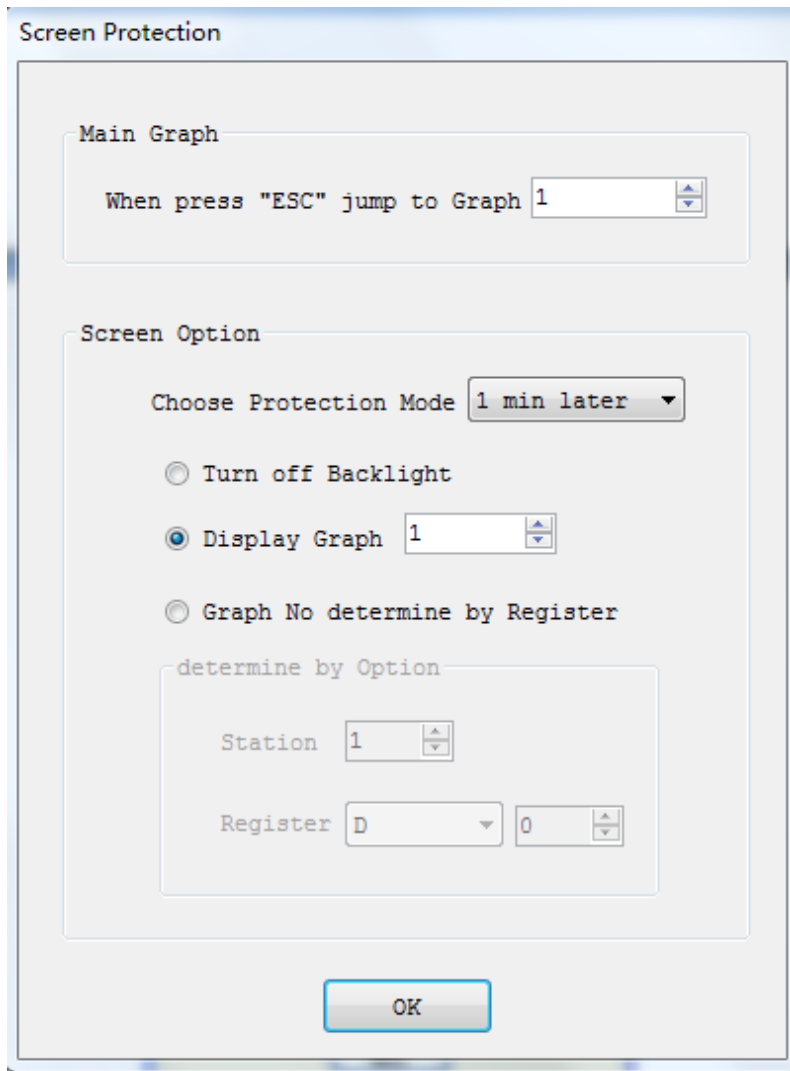 Screen Protection
Main Graph
When press "ESC" jump to Graph 1
Screen Option
Choose Protection Mode 1 min later
Turn off Backlight
Display Graph 1
Graph No determine by Register
determine by Option
Station 1
Register D 0
OK